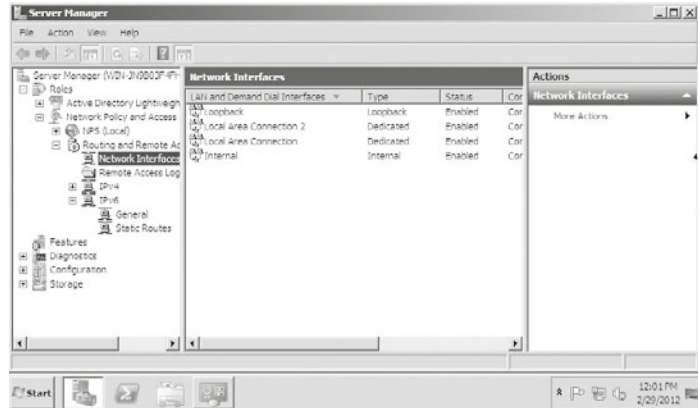 Server Manager
File Action View Help
Server Manager (WIN-JN9B03F4FH
Roles
Active Directory Lightweigh
Network Policy and Access
NPS (Local)
Routing and Remote Ac
Network Interfaces
Remote Access Log
IPv4
IPv6
General
Static Routes
Features
Diagnostics
Configuration
Storage
Network Interfaces
LAN and Demand Dial Interfaces Type Status Cor
Loopback Loopback Enabled Cor
Local Area Connection 2 Dedicated Enabled Cor
Local Area Connection Dedicated Enabled Cor
Internal Internal Enabled Cor
Actions
Network Interfaces
More Actions
Start
12:01 PM
2/29/2012